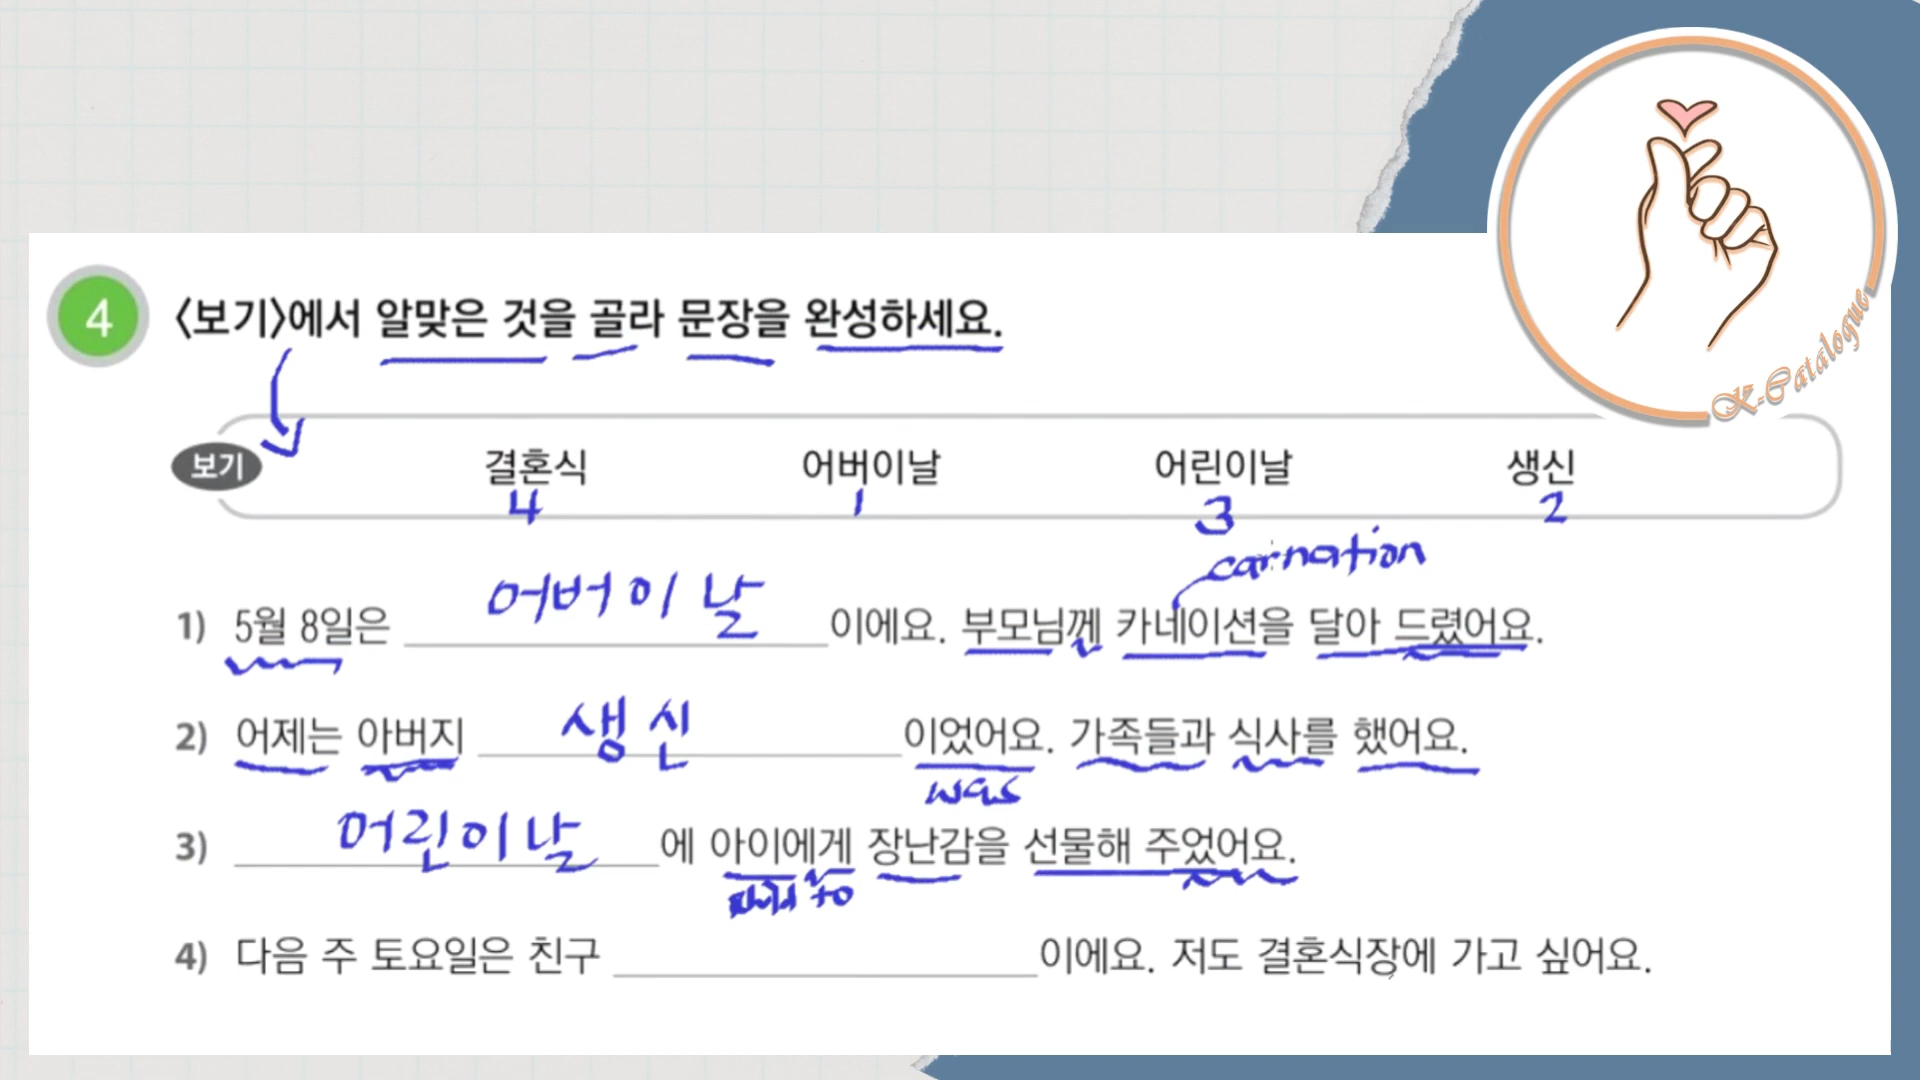 K-Catalogue
4 〈보기〉에서 알맞은 것을 골라 문장을 완성하세요.
보기 결혼식 어버이날 어린이날 생신
4 1 3 2
carnation
1) 5월 8일은 어버이날 이에요. 부모님께 카네이션을 달아 드렸어요.
2) 어제는 아버지 생신 이었어요. 가족들과 식사를 했어요.
was
3) 어린이날 에 아이에게 장난감을 선물해 주었어요.
to
4) 다음 주 토요일은 친구 이에요. 저도 결혼식장에 가고 싶어요.